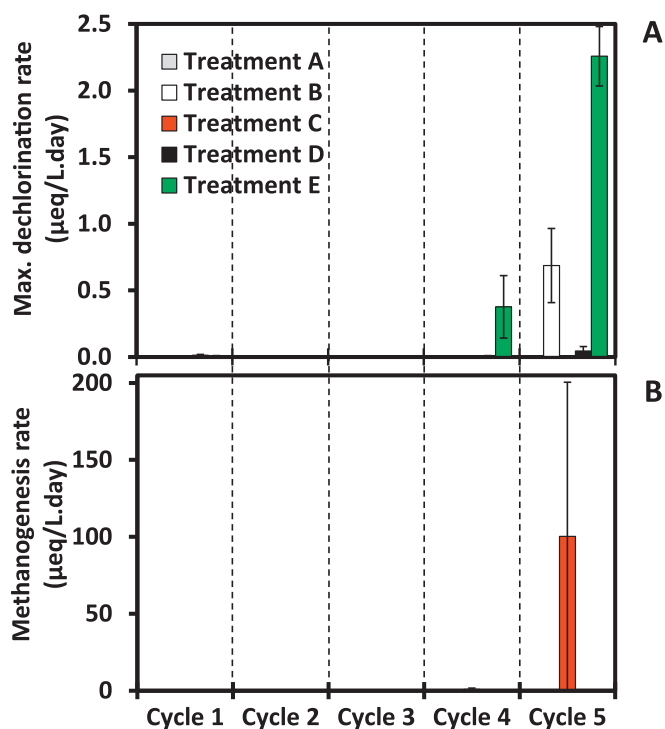 A
Max. dechlorination rate
(µeq/L.day)
2.5
2.0
1.5
1.0
0.5
0.0
Treatment A
Treatment B
Treatment C
Treatment D
Treatment E
B
Methanogenesis rate
(µeq/L.day)
200
150
100
50
0
Cycle 1 Cycle 2 Cycle 3 Cycle 4 Cycle 5